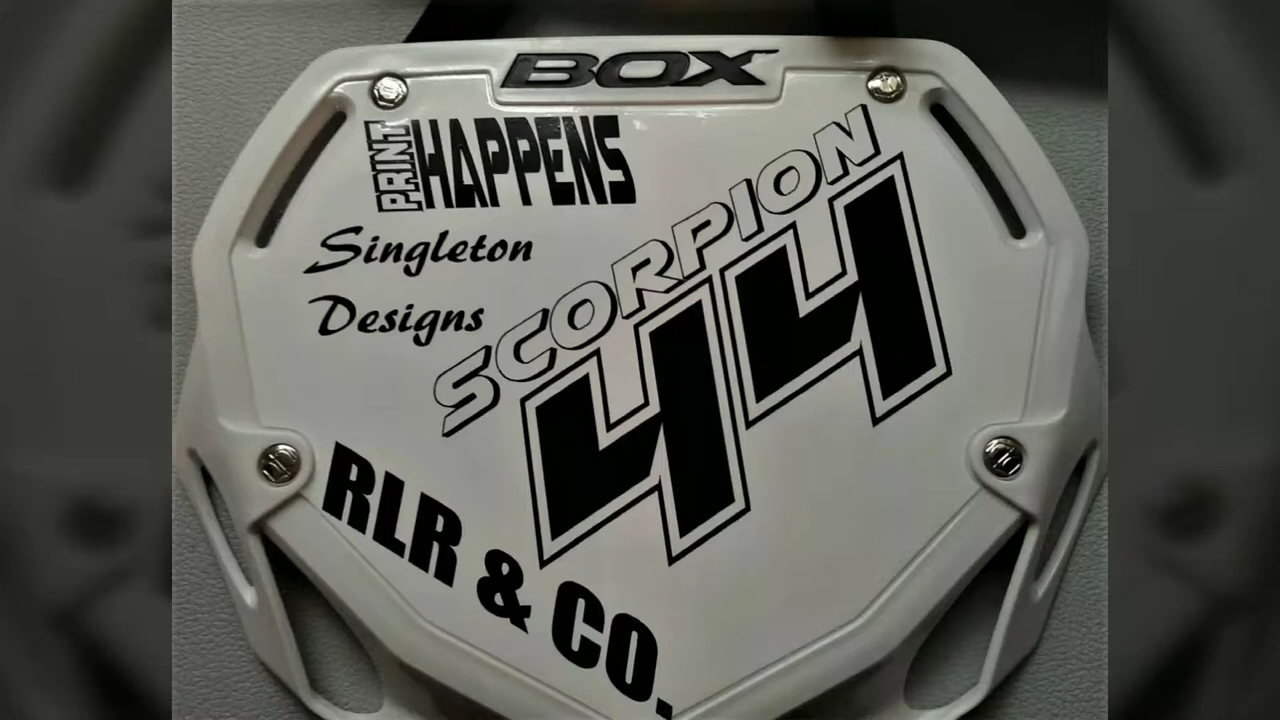 BOX
PRINT HAPPENS
Singleton
Designs
SCORPION
44
RLR & CO.